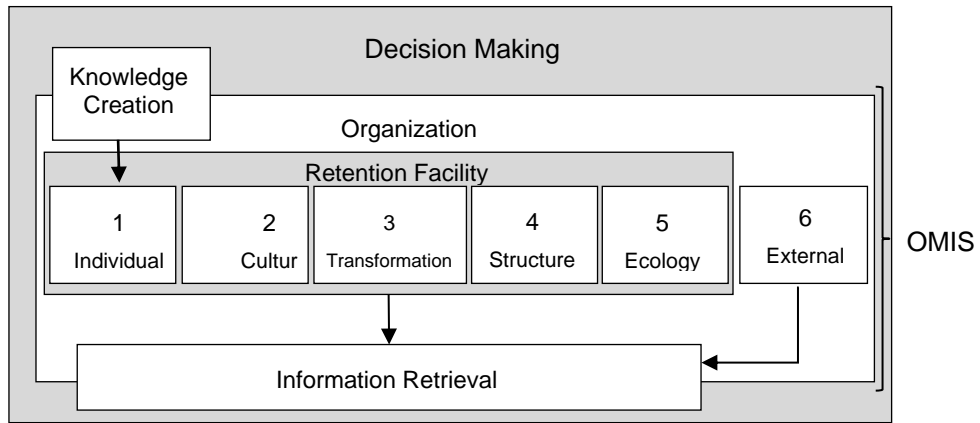 Decision Making
Knowledge
Creation
Organization
Retention Facility
1
Individual
2
Cultur
3
Transformation
4
Structure
5
Ecology
6
External
OMIS
Information Retrieval